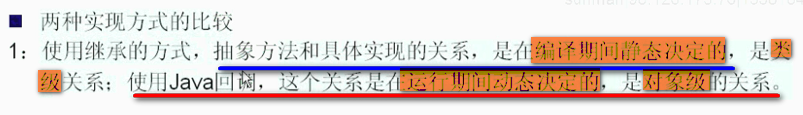 两种实现方式的比较
1：使用继承的方式，抽象方法和具体实现的关系，是在编译期间静态决定的，是类
级关系；使用Java回调，这个关系是在运行期间动态决定的，是对象级的关系。